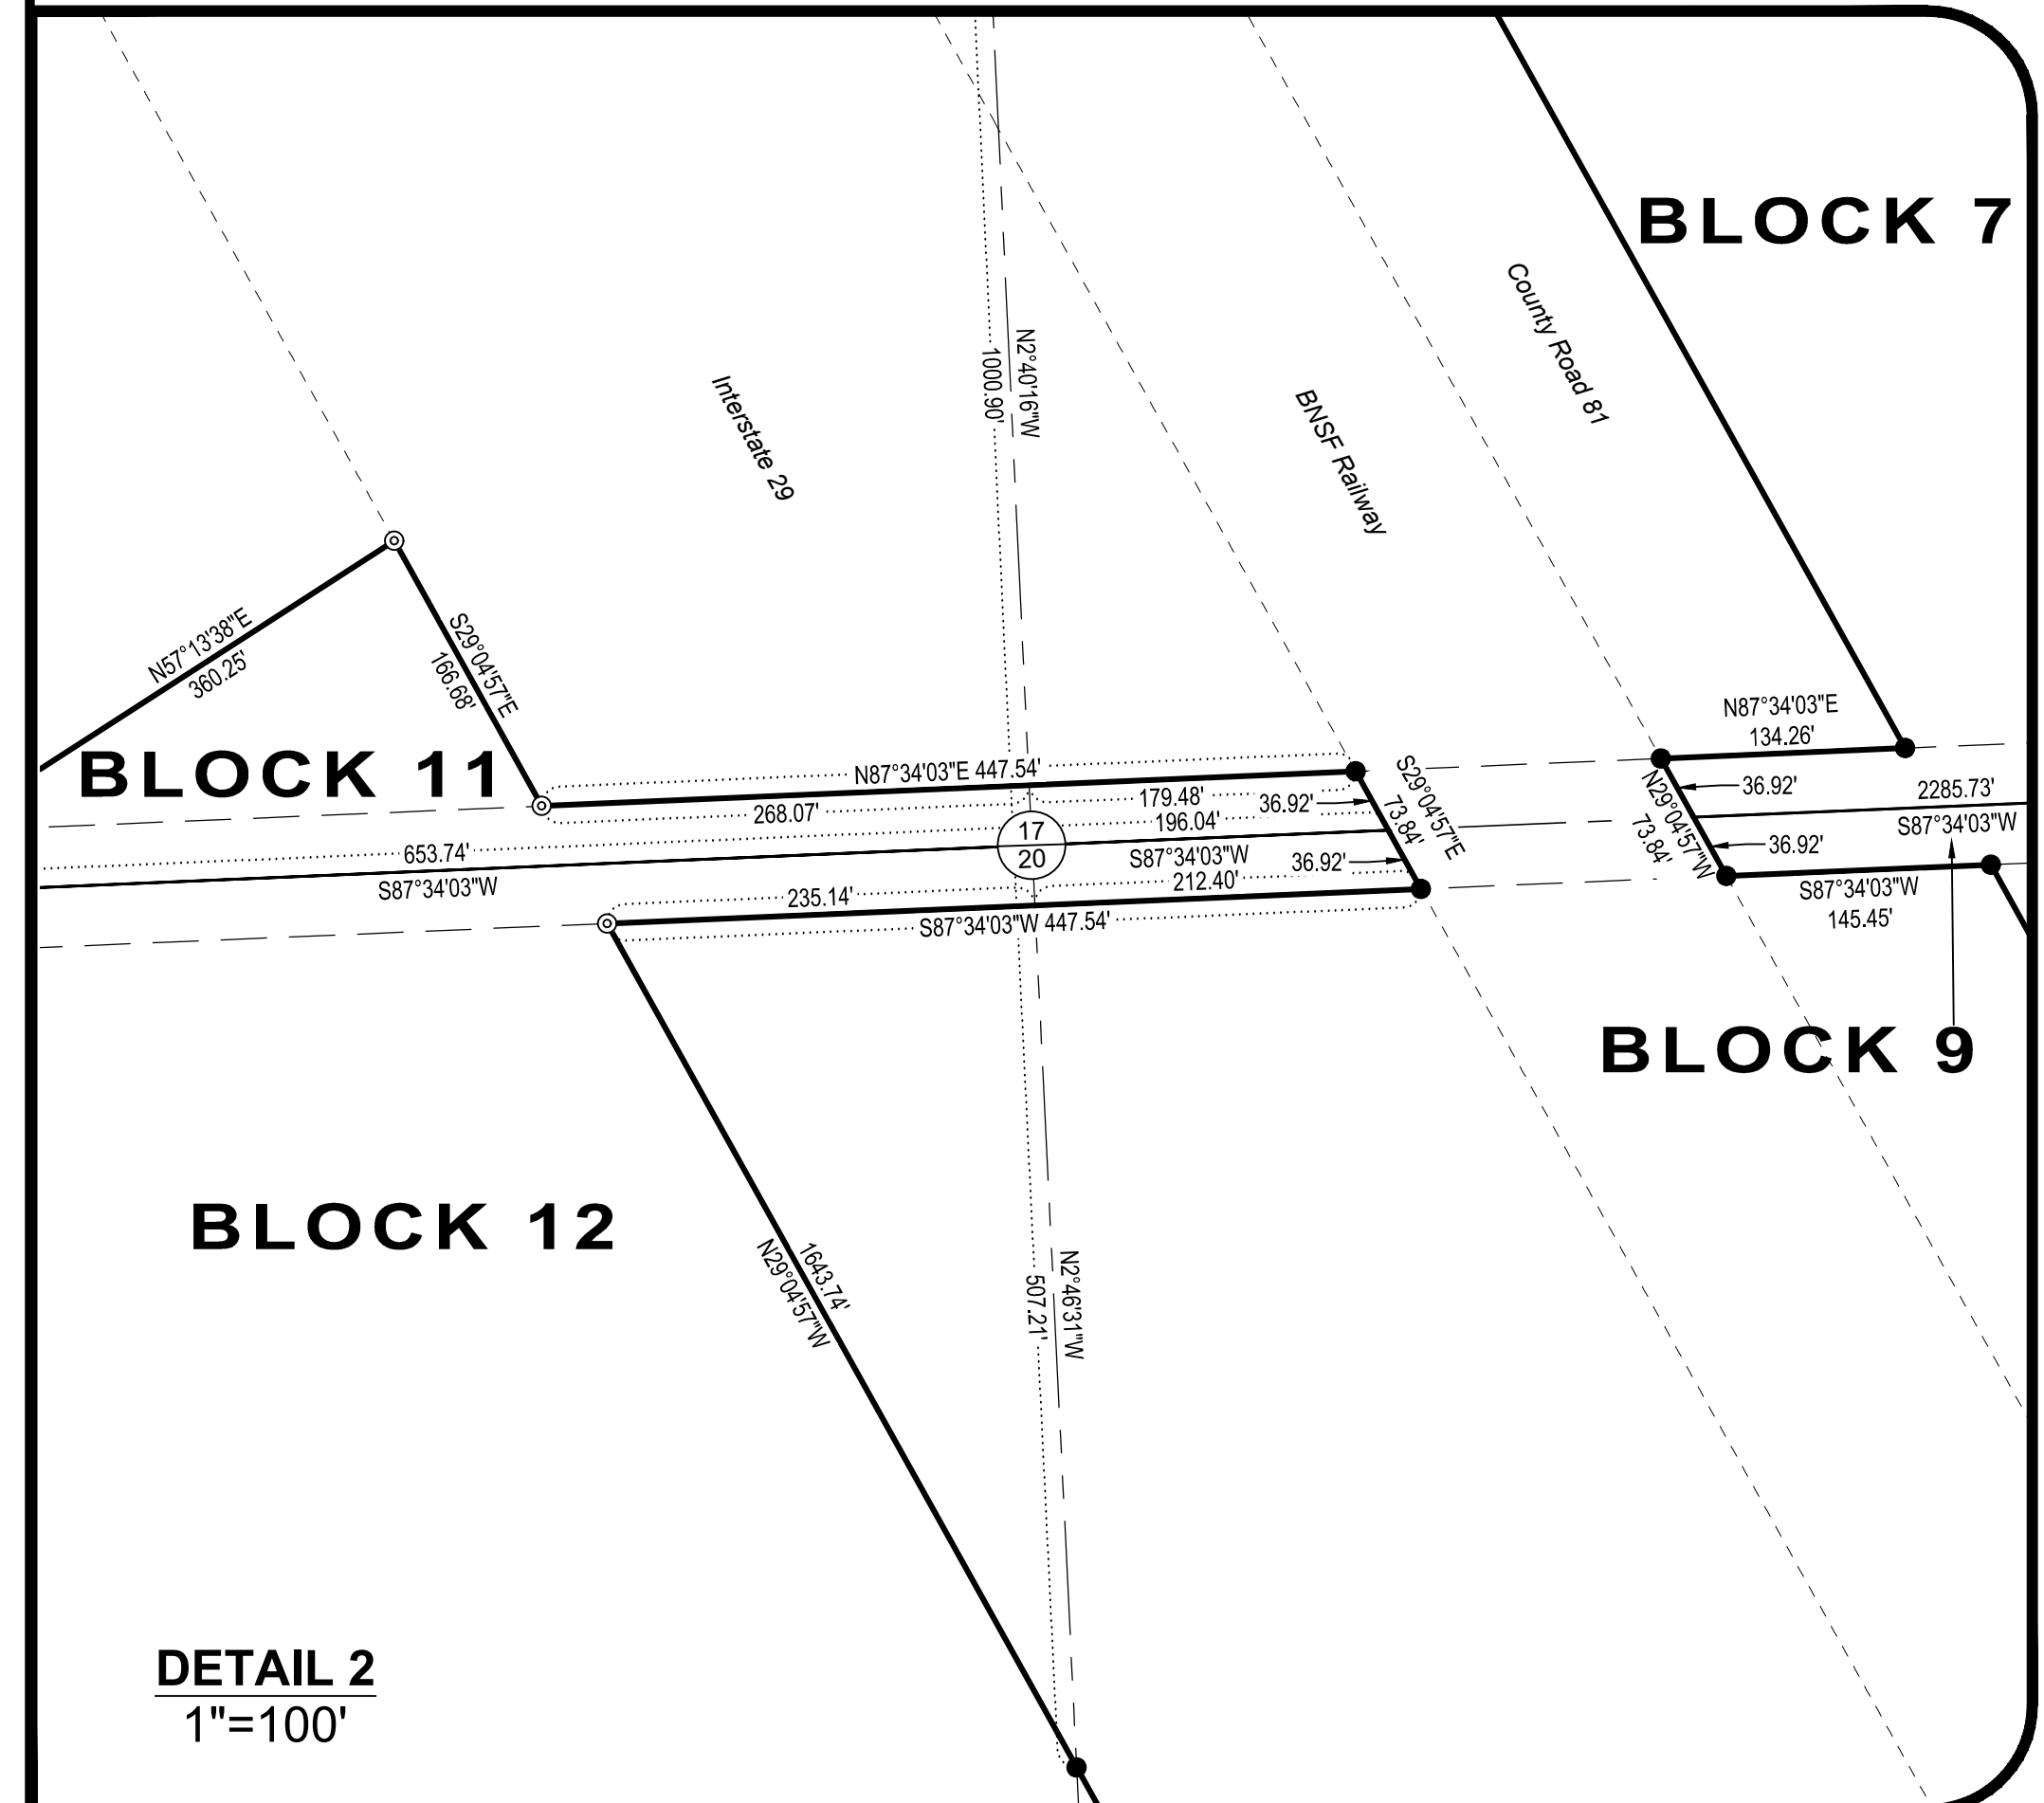 BLOCK 7
County Road 81
N2°40'16"W
1000.90'
Interstate 29
BNSF Railway
N57°13'38"E
360.25'
S29°04'57"E
166.68'
BLOCK 11
N87°34'03"E 447.54'
268.07'
179.48'
36.92'
196.04'
17
20
S29°04'57"E
73.84'
N87°34'03"E
134.26'
36.92'
N29°04'57"W
73.84'
2285.73'
S87°34'03"W
36.92'
653.74'
S87°34'03"W
S87°34'03"W
36.92'
212.40'
235.14'
S87°34'03"W 447.54'
S87°34'03"W
145.45'
BLOCK 9
BLOCK 12
1643.74'
N29°04'57"W
N2°46'31"W
507.21'
DETAIL 2
1"=100'